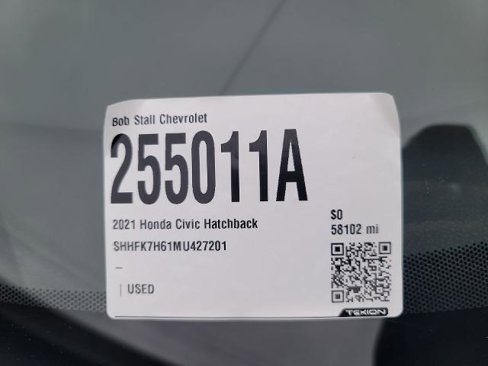 Bob Stall Chevrolet
255011A
2021 Honda Civic Hatchback
$0
58102 mi
SHHFK7H61MU427201
–
| USED
TEKION